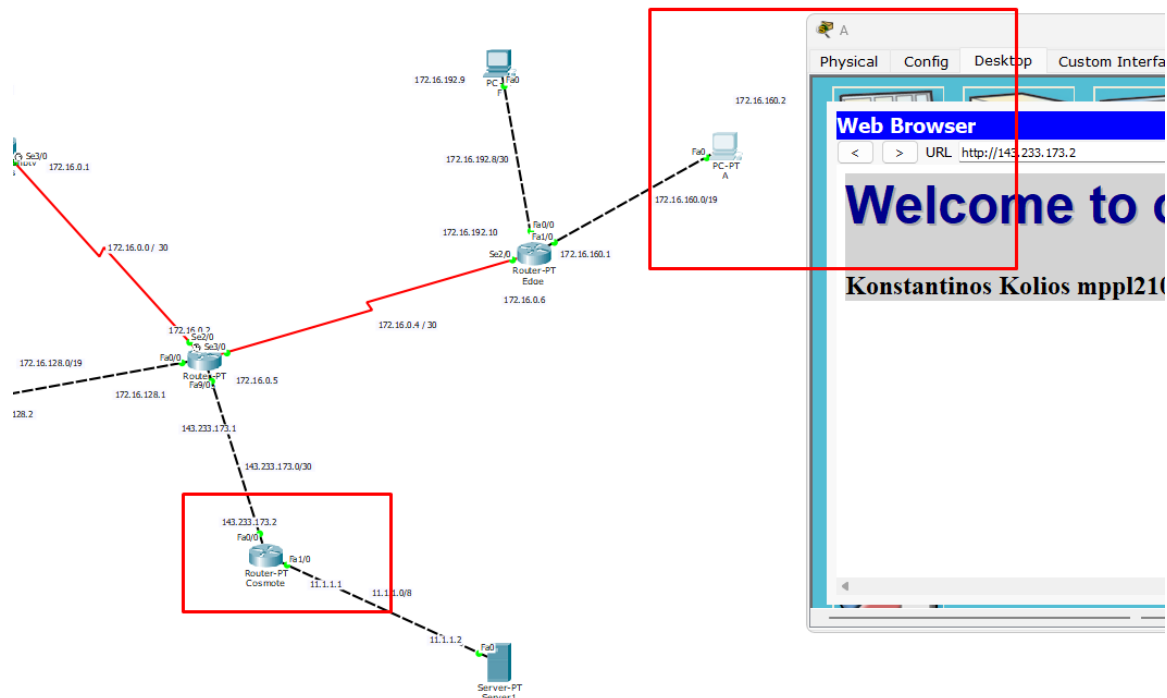 A
Physical Config Desktop Custom Interfa
Web Browser
< > URL http://143.233.173.2
Welcome to c
Konstantinos Kolios mppl210
172.16.192.9
PC-
Fa0
F
172.16.160.2
Fa0
PC-PT
A
172.16.192.8/30
172.16.160.0/19
Se3/0
172.16.0.1
172.16.0.0 / 30
172.16.192.10
Fa0/0
Fa1/0
Se2/0
172.16.160.1
Router-PT
Edoe
172.16.0.6
172.16.0.4 / 30
172.16.0.2
Se2/0
Se3/0
Fa0/0
172.16.128.0/19
Router-PT
Fa9/0
172.16.0.5
172.16.128.1
128.2
143.233.173.1
143.233.173.0/30
143.233.173.2
Fa0/0
Fa1/0
Router-PT
Cosmote
11.1.1.1
11.1.1.0/8
11.1.1.2
Fa0
Server-PT
Server1